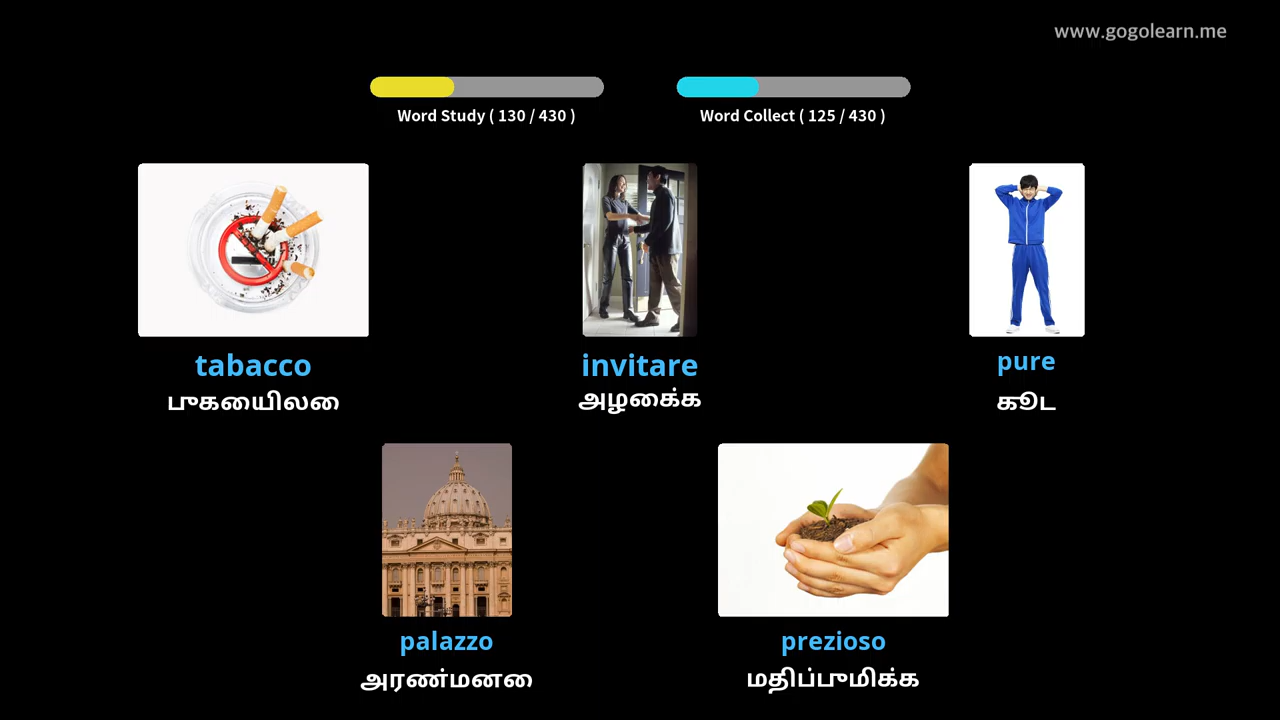 www.gogolearn.me
Word Study ( 130 / 430 )
Word Collect ( 125 / 430 )
tabacco
புகையிலை
invitare
அழைக்க
pure
கூட
palazzo
அரண்மனை
prezioso
மதிப்புமிக்க